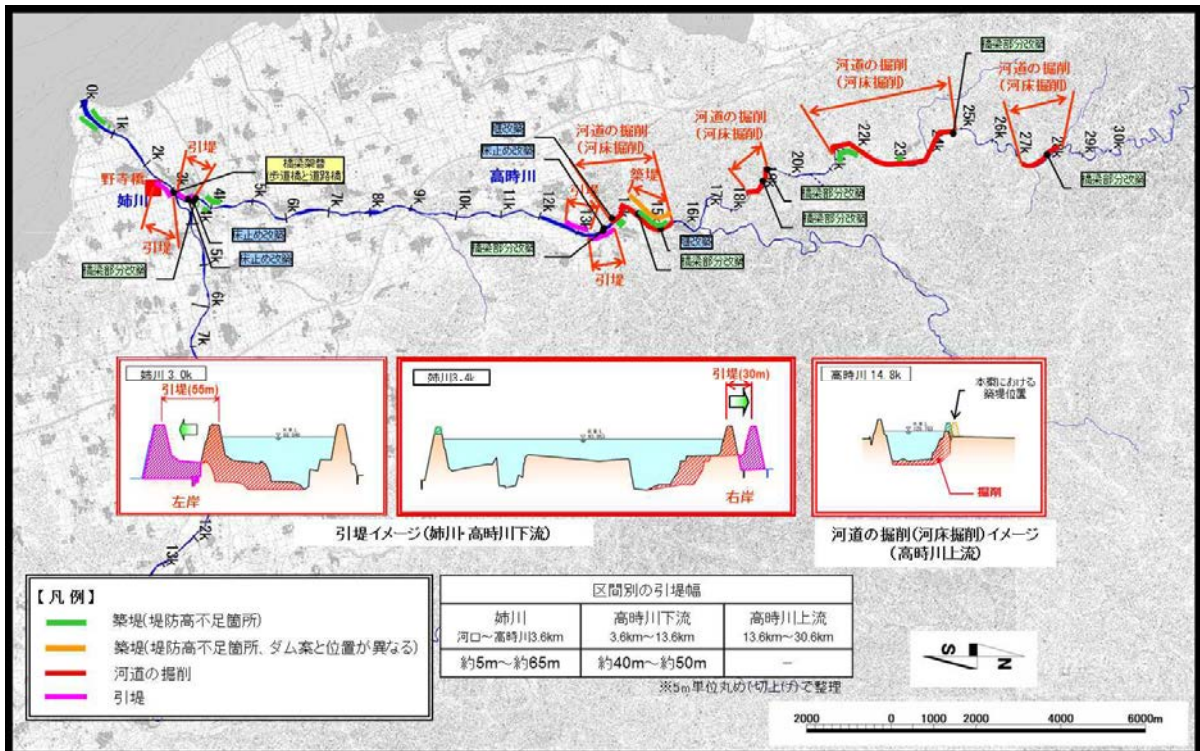 0k
1k
2k
3k
4k
5k
6k
7k
8k
9k
10k
11k
12k
13k
15k
16k
17k
18k
20k
22k
23k
24k
25k
26k
27k
29k
30k
4k
5k
6k
7k
12k
13k
引堤
野寺橋
姉川
引堤
橋梁架替
歩道橋と道路橋
床止め改築
床止め改築
橋梁部分改築
高時川
堰改築
床止め改築
河道の掘削
(河床掘削)
引堤
築堤
引堤
橋梁部分改築
堰改築
橋梁部分改築
河道の掘削
(河床掘削)
橋梁部分改築
橋梁部分改築
河道の掘削
(河床掘削)
橋梁部分改築
河道の掘削
(河床掘削)
橋梁部分改築
姉川 3.0k
引堤(55m)
左岸
姉川3.4k
引堤(30m)
右岸
引堤イメージ(姉川・高時川下流)
高時川 14.8k
本案における
築堤位置
掘削
河道の掘削(河床掘削)イメージ
(高時川上流)
【凡例】
築堤(堤防高不足箇所)
築堤(堤防高不足箇所、ダム案と位置が異なる)
河道の掘削
引堤
区間別の引堤幅
姉川 高時川下流 高時川上流
河口~高時川3.6km 3.6km~13.6km 13.6km~30.6km
約5m~約65m 約40m~約50m -
※5m単位丸め(切上げ)で整理
S N
2000 0 1000 2000 4000 6000m